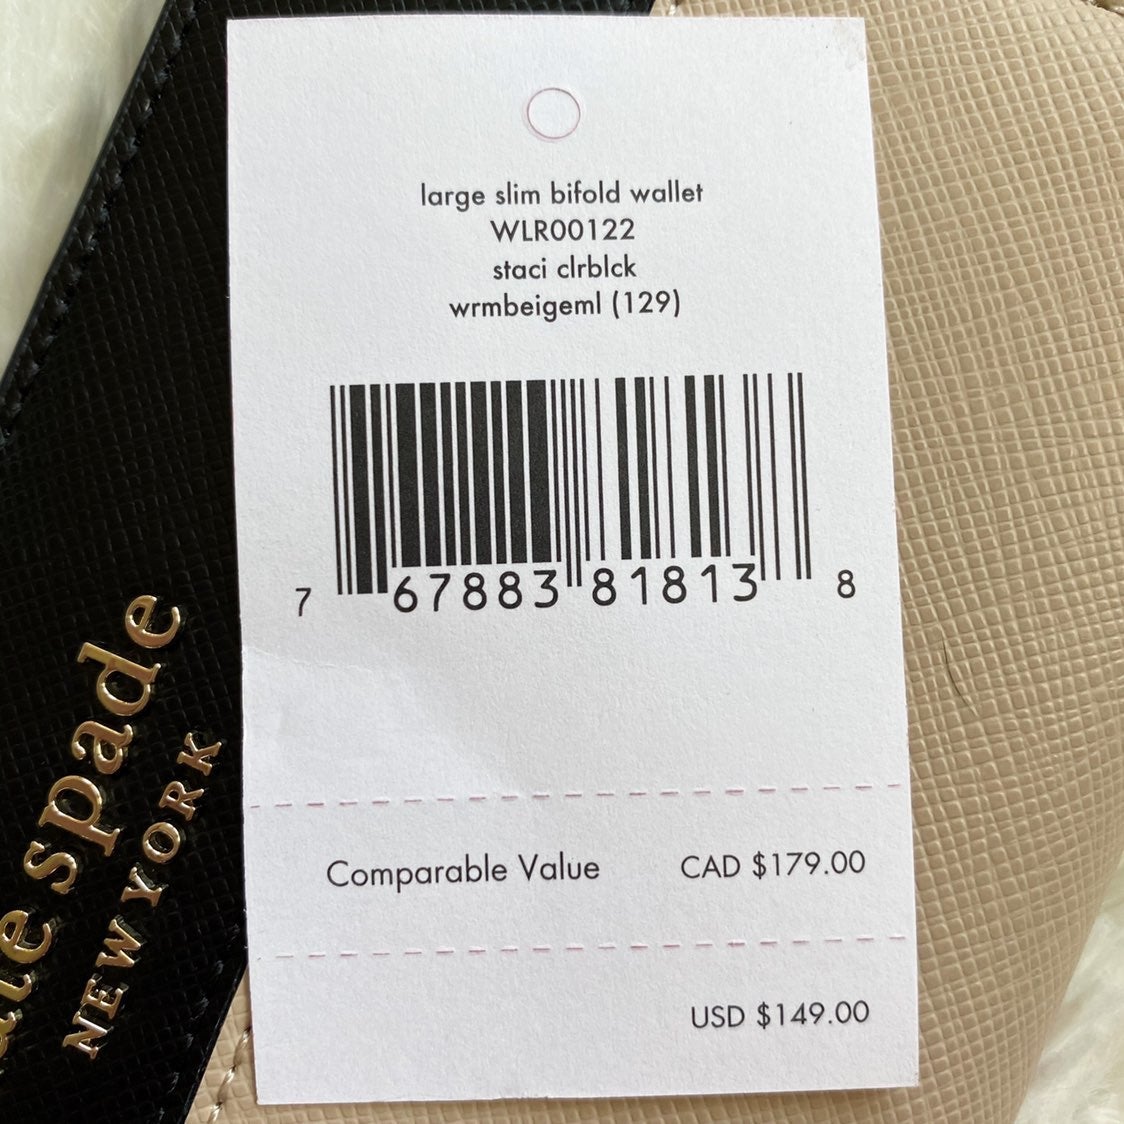 large slim bifold wallet
WLR00122
staci clrblck
wrmbeigeml (129)
7 67883 81813 8
Comparable Value CAD $179.00
USD $149.00
spade
NEW YORK